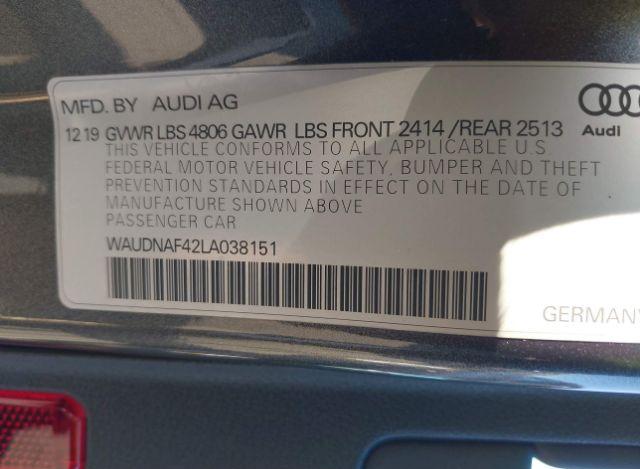 MFD. BY AUDI AG
12 19 GVWR LBS 4806 GAWR LBS FRONT 2414 /REAR 2513
Audi
THIS VEHICLE CONFORMS TO ALL APPLICABLE U.S.
FEDERAL MOTOR VEHICLE SAFETY, BUMPER AND THEFT
PREVENTION STANDARDS IN EFFECT ON THE DATE OF
MANUFACTURE SHOWN ABOVE
PASSENGER CAR
WAUDNAF42LA038151
GERMANY